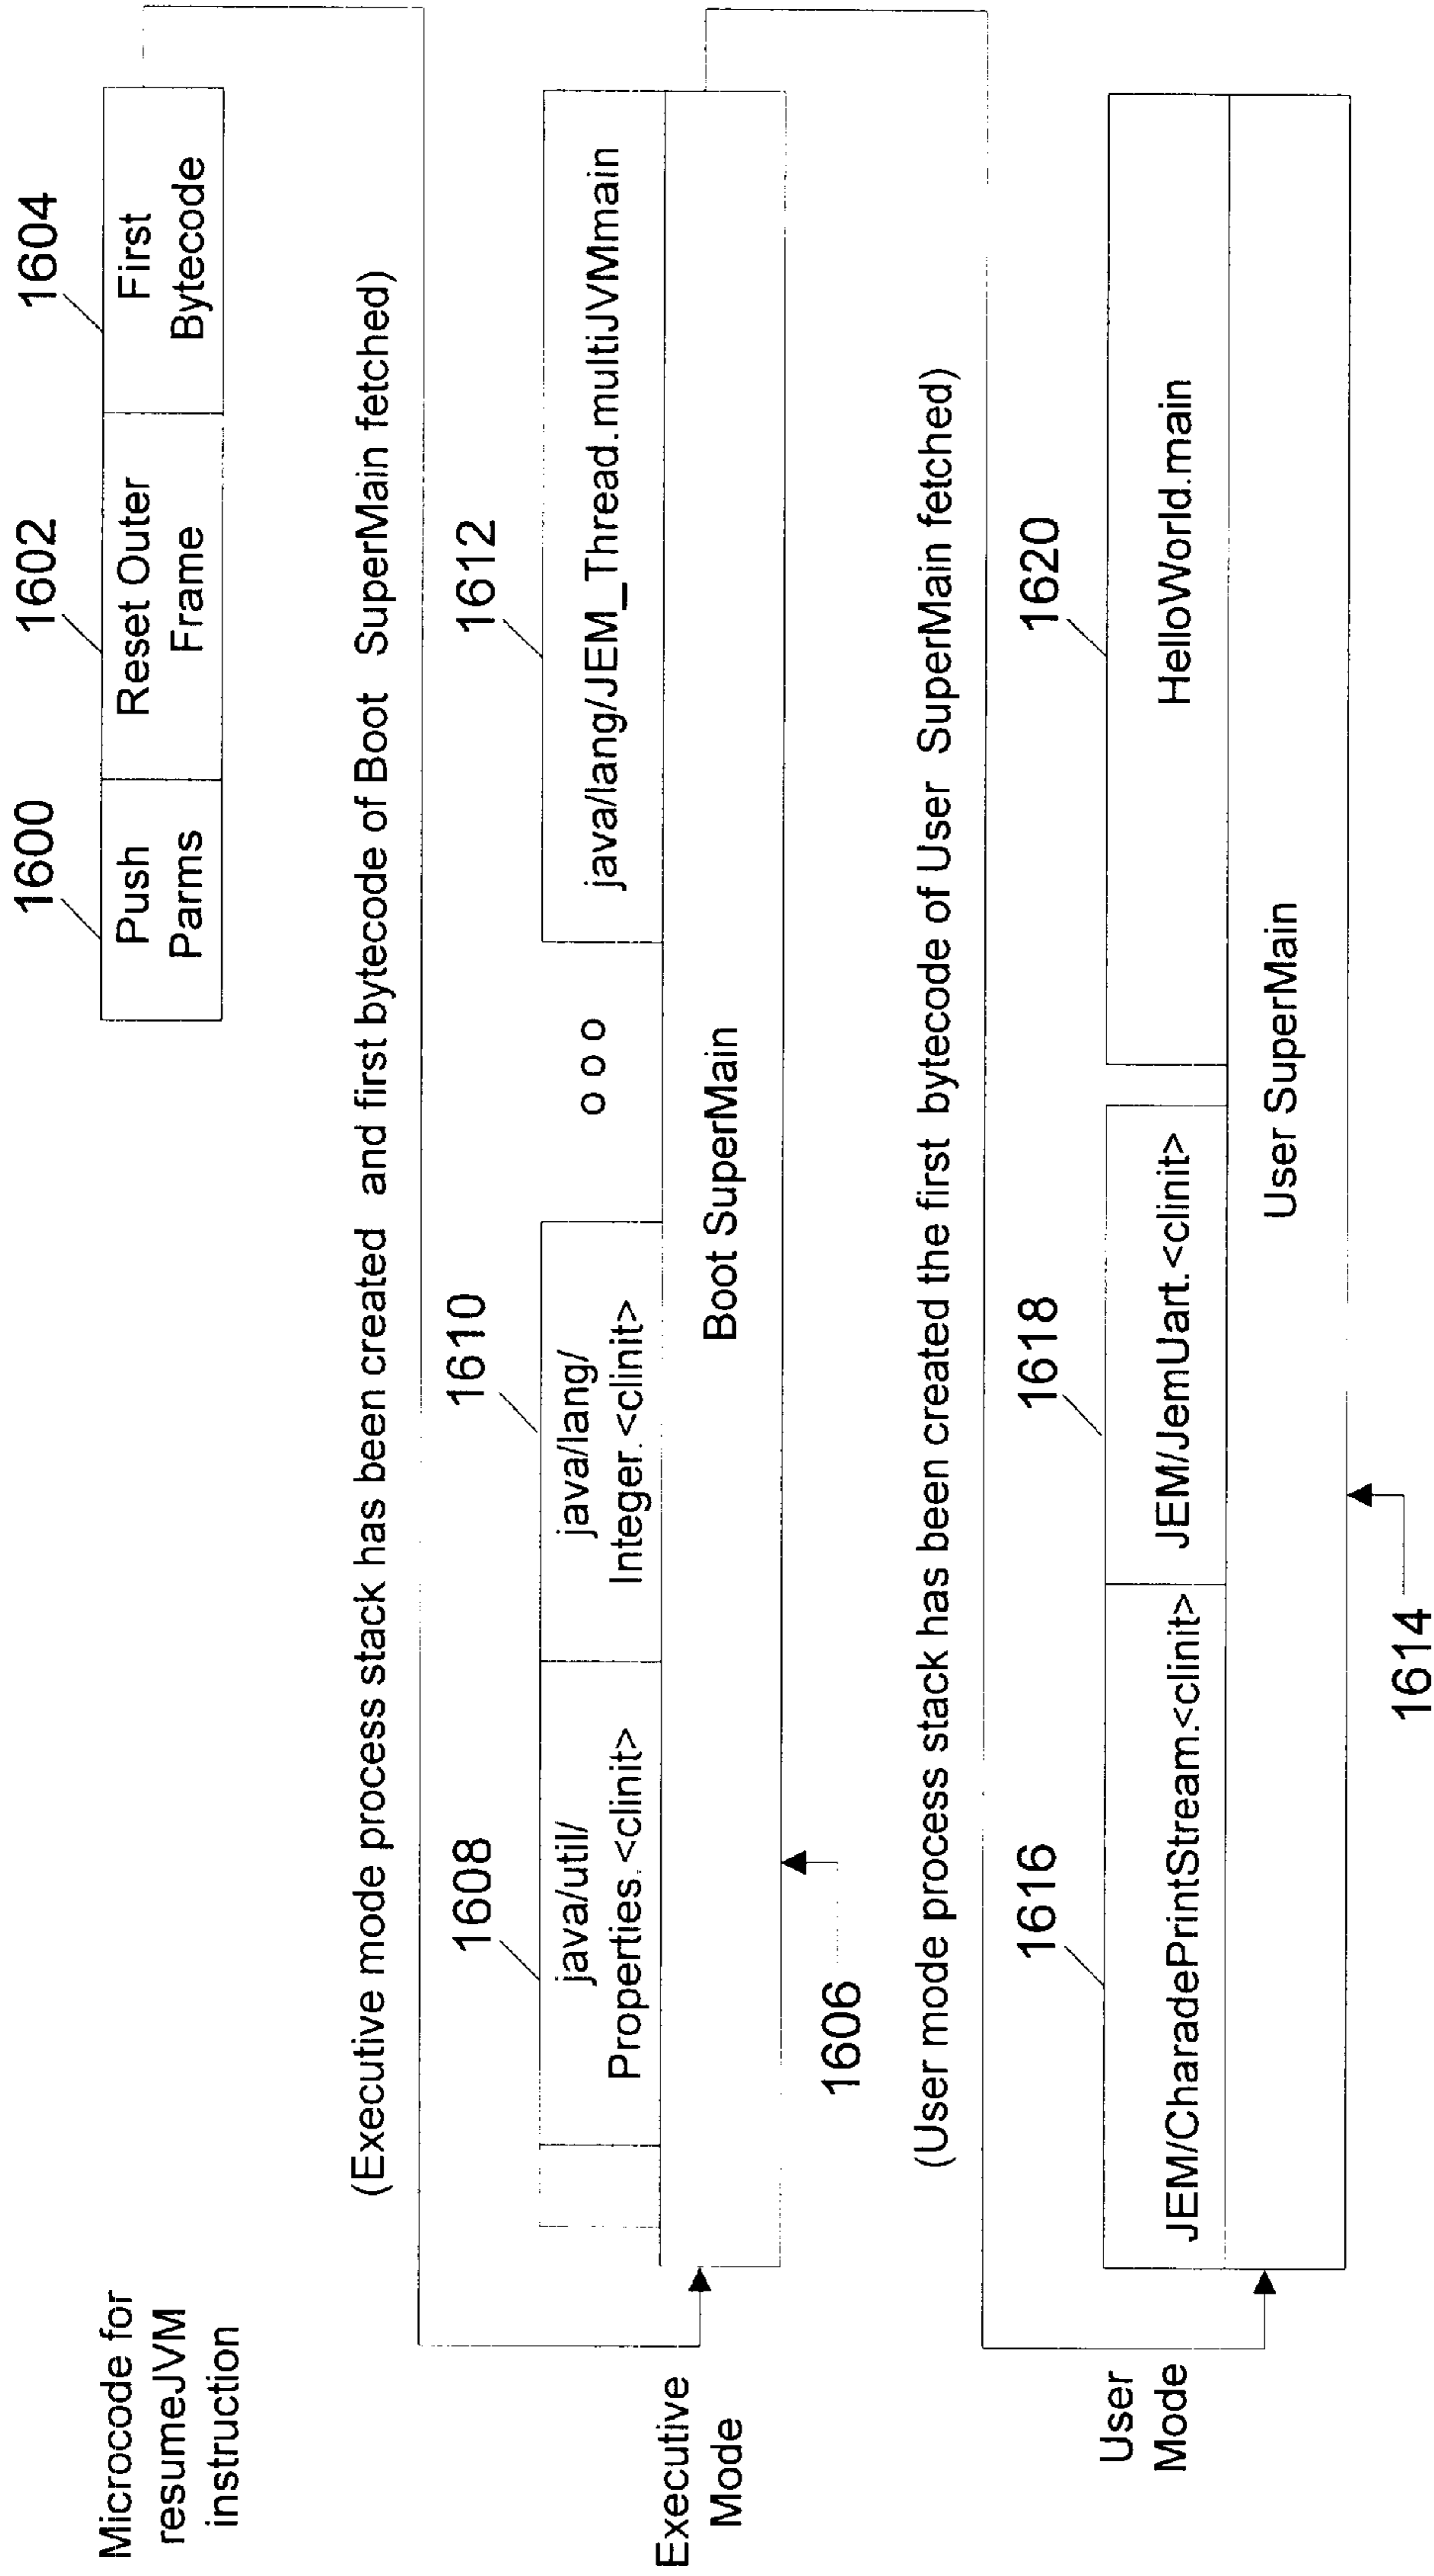 1600
1602
1604
Microcode for
resumeJVM
instruction
Push
Parms
Reset Outer
Frame
First
Bytecode
(Executive mode process stack has been created and first bytecode of Boot SuperMain fetched)
1608
1610
1612
Executive
Mode
java/util/
Properties.<clinit>
java/lang/
Integer.<clinit>
o o o
java/lang/JEM_Thread.multiJVMmain
Boot SuperMain
1606
(User mode process stack has been created the first bytecode of User SuperMain fetched)
1616
1618
1620
User
Mode
JEM/CharadePrintStream.<clinit>
JEM/JemUart.<clinit>
HelloWorld.main
User SuperMain
1614